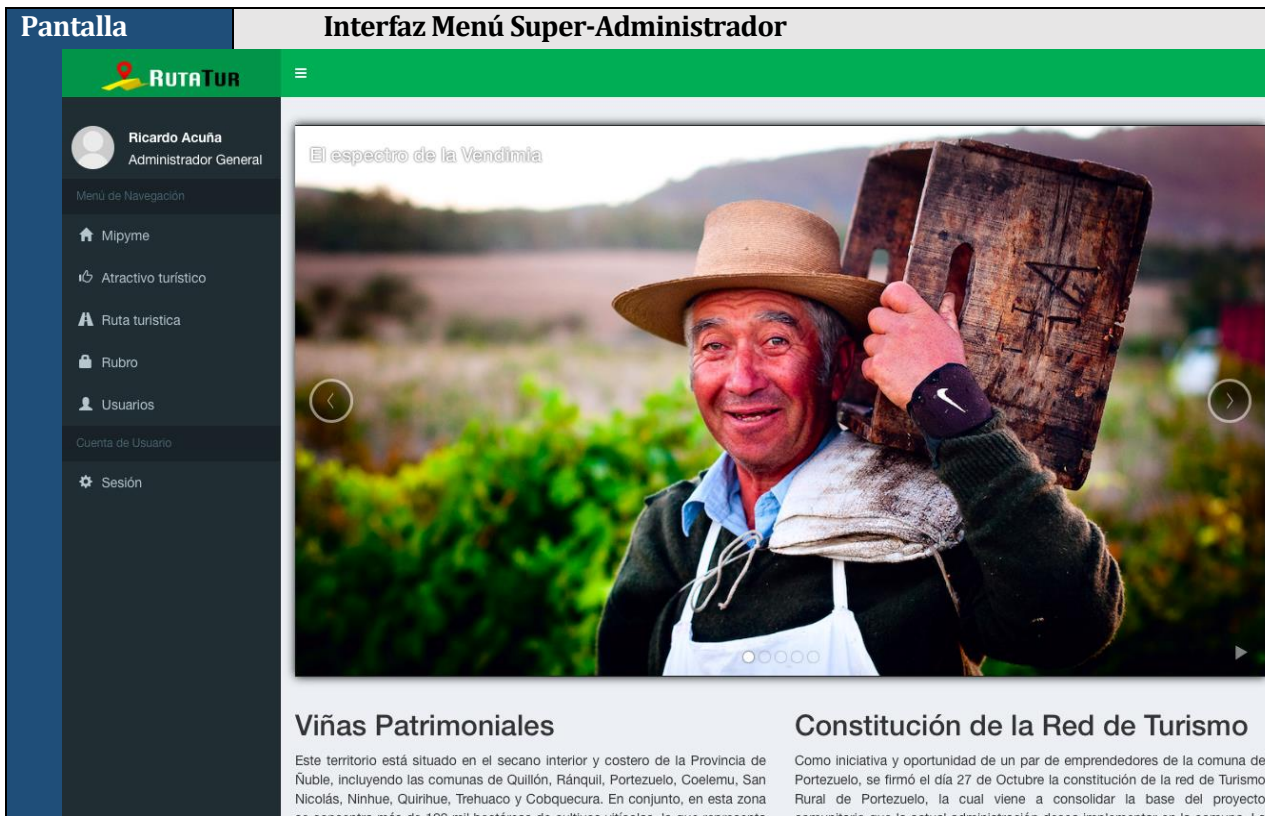 Pantalla
Interfaz Menú Super-Administrador
RUTATUR
Ricardo Acuña
Administrador General
Menú de Navegación
Mipyme
Atractivo turístico
Ruta turistica
Rubro
Usuarios
Cuenta de Usuario
Sesión
El espectro de la Vendimia
Viñas Patrimoniales
Este territorio está situado en el secano interior y costero de la Provincia de
Ñuble, incluyendo las comunas de Quillón, Ránquil, Portezuelo, Coelemu, San
Nicolás, Ninhue, Quirihue, Trehuaco y Cobquecura. En conjunto, en esta zona
Constitución de la Red de Turismo
Como iniciativa y oportunidad de un par de emprendedores de la comuna de
Portezuelo, se firmó el día 27 de Octubre la constitución de la red de Turismo
Rural de Portezuelo, la cual viene a consolidar la base del proyecto